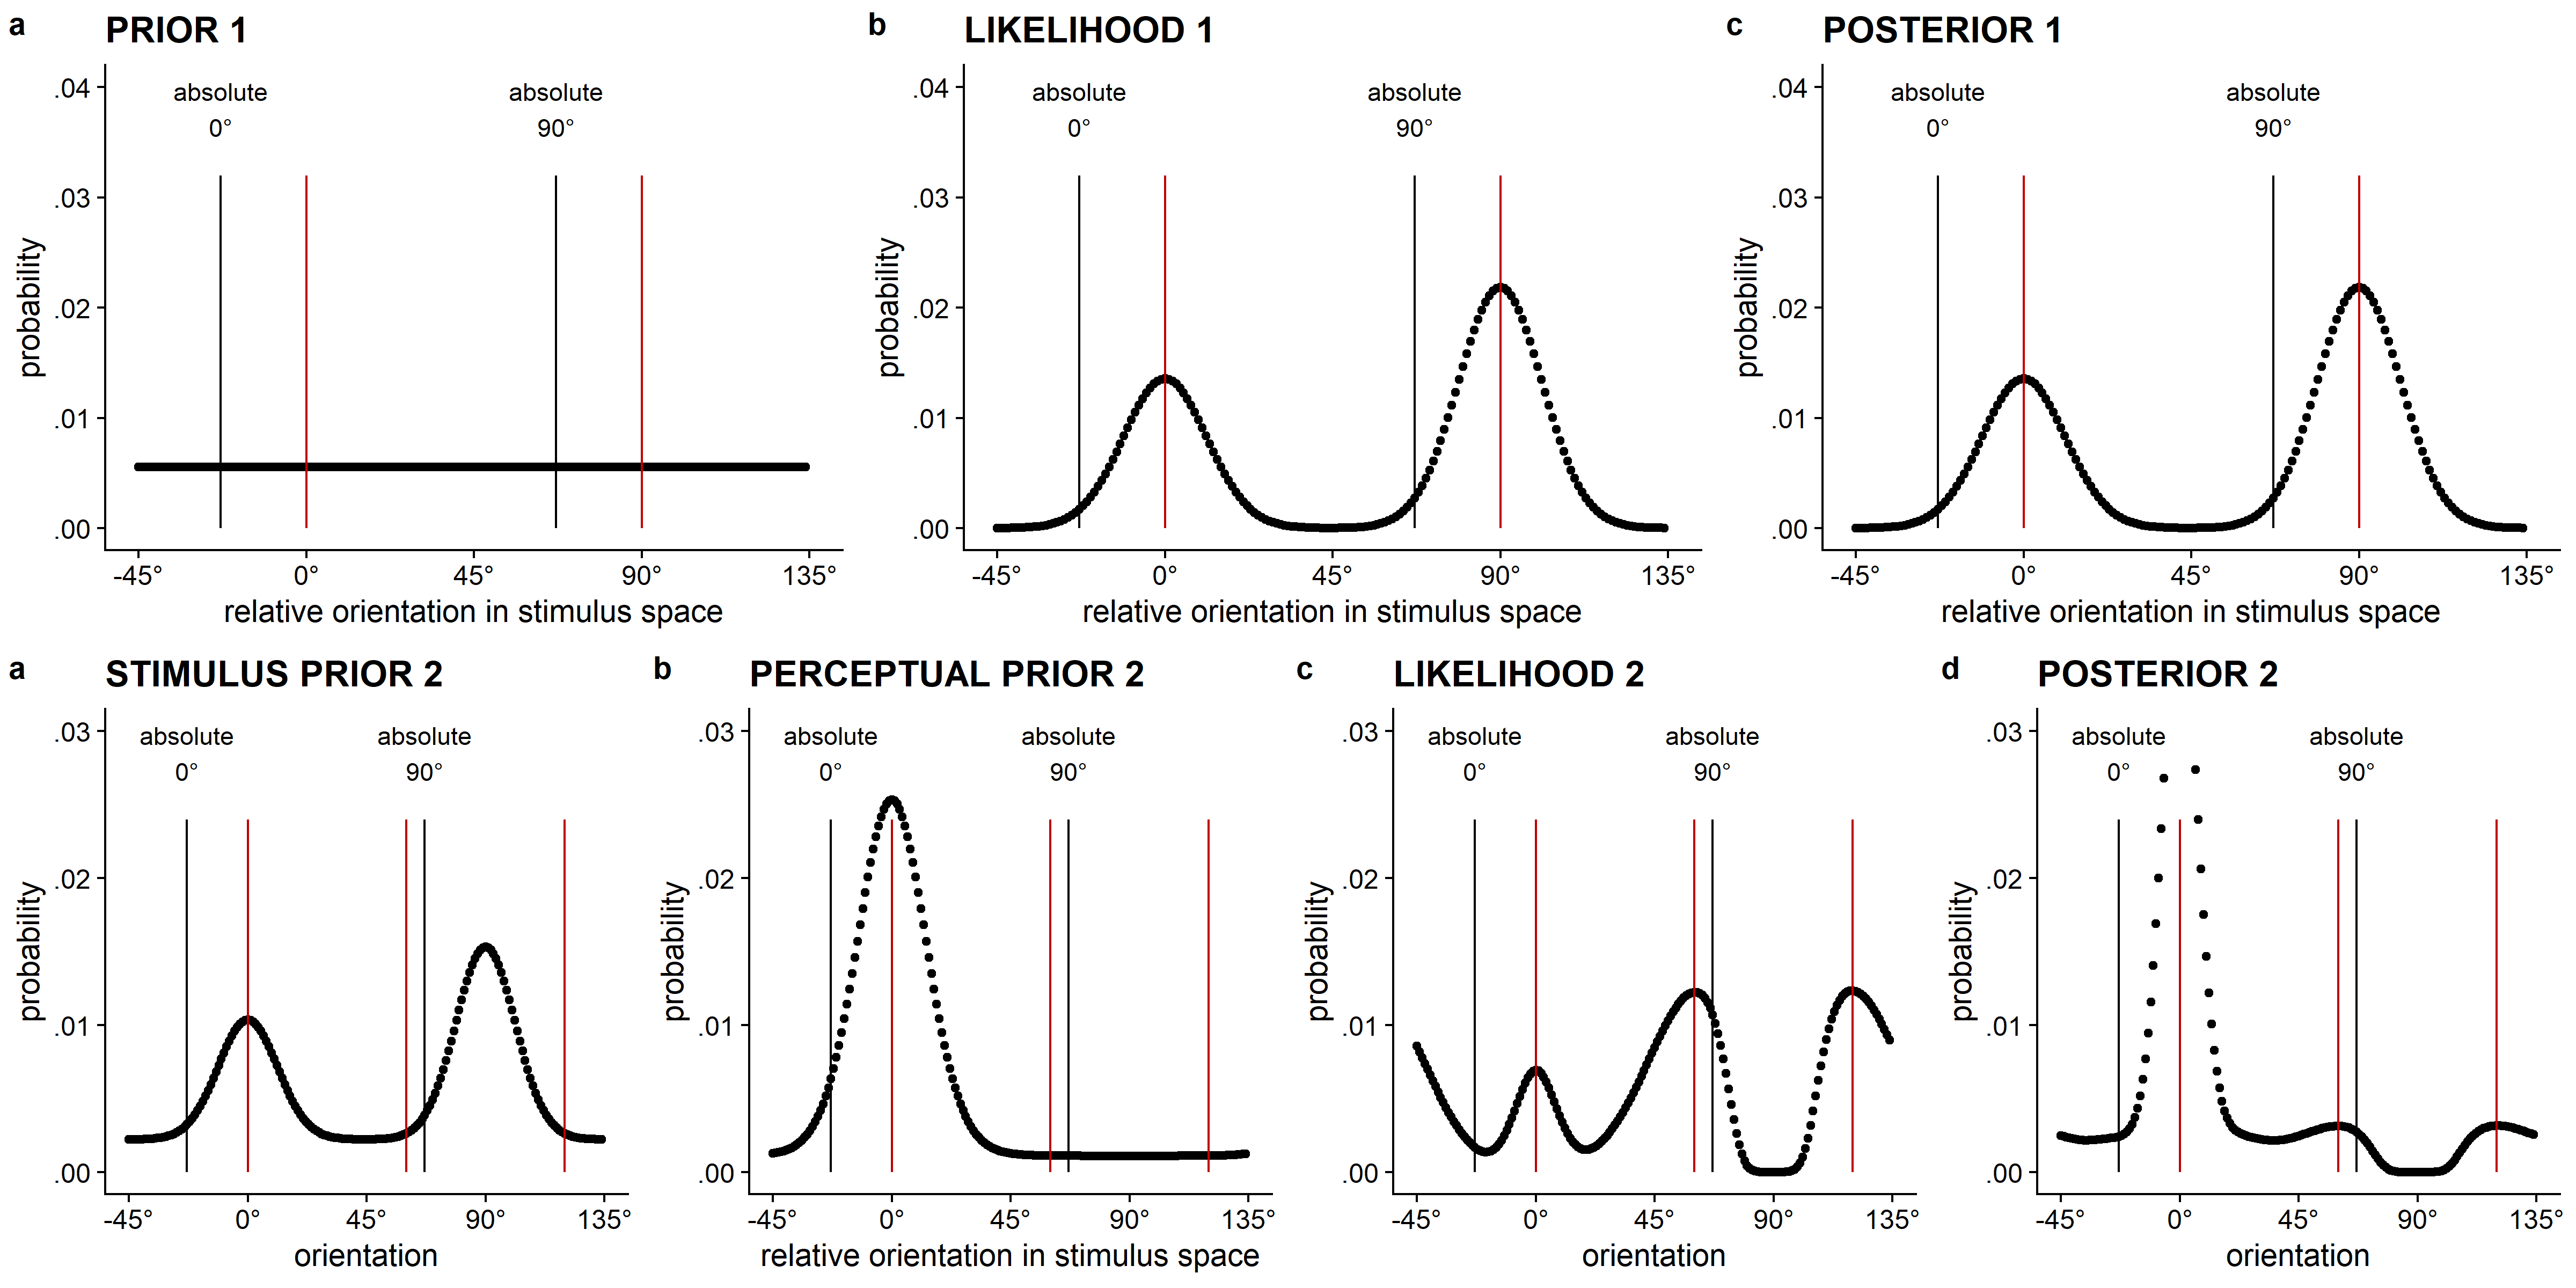 a PRIOR 1
absolute 0°
absolute 90°
.04
.03
.02
.01
.00
probability
-45° 0° 45° 90° 135°
relative orientation in stimulus space
b LIKELIHOOD 1
absolute 0°
absolute 90°
.04
.03
.02
.01
.00
probability
-45° 0° 45° 90° 135°
relative orientation in stimulus space
c POSTERIOR 1
absolute 0°
absolute 90°
.04
.03
.02
.01
.00
probability
-45° 0° 45° 90° 135°
relative orientation in stimulus space
a STIMULUS PRIOR 2
absolute 0°
absolute 90°
.03
.02
.01
.00
probability
-45° 0° 45° 90° 135°
orientation
b PERCEPTUAL PRIOR 2
absolute 0°
absolute 90°
.03
.02
.01
.00
probability
-45° 0° 45° 90° 135°
relative orientation in stimulus space
c LIKELIHOOD 2
absolute 0°
absolute 90°
.03
.02
.01
.00
probability
-45° 0° 45° 90° 135°
orientation
d POSTERIOR 2
absolute 0°
absolute 90°
.03
.02
.01
.00
probability
-45° 0° 45° 90° 135°
orientation